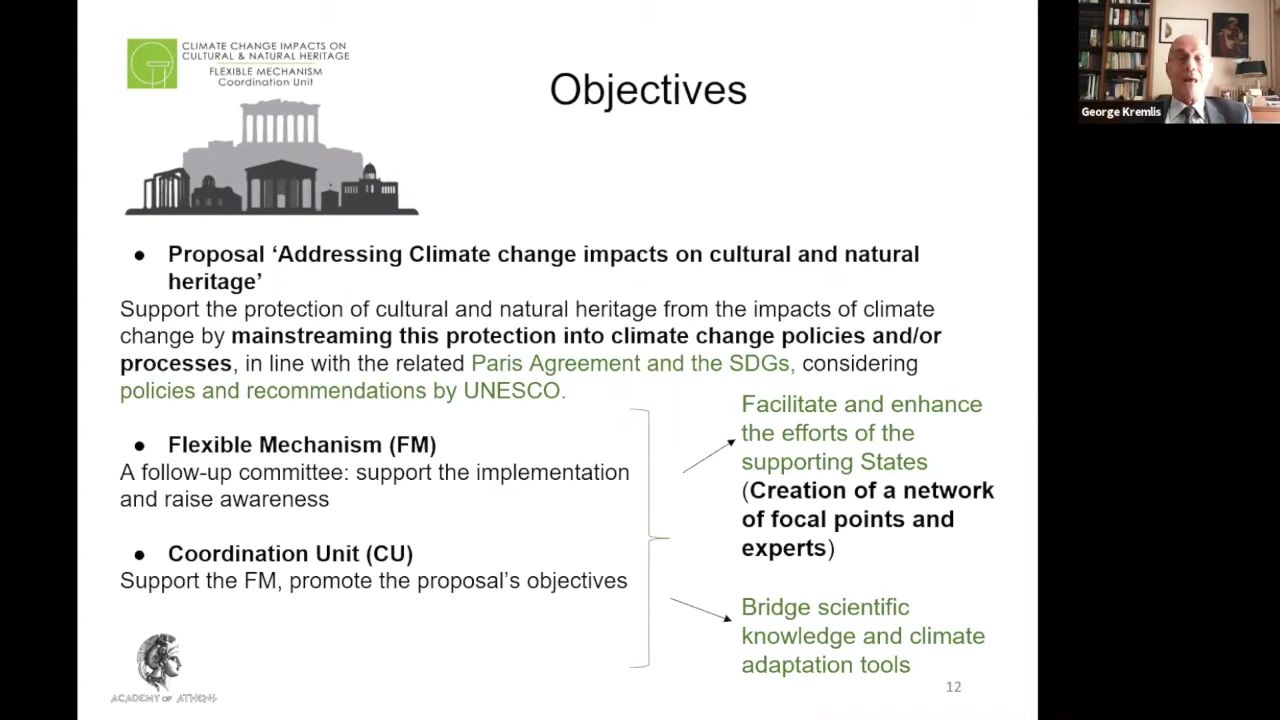 CLIMATE CHANGE IMPACTS ON
CULTURAL & NATURAL HERITAGE
FLEXIBLE MECHANISM
Coordination Unit
Objectives
George Kremlis
● Proposal ‘Addressing Climate change impacts on cultural and natural
heritage’
Support the protection of cultural and natural heritage from the impacts of climate
change by mainstreaming this protection into climate change policies and/or
processes, in line with the related Paris Agreement and the SDGs, considering
policies and recommendations by UNESCO.
● Flexible Mechanism (FM)
A follow-up committee: support the implementation
and raise awareness
● Coordination Unit (CU)
Support the FM, promote the proposal’s objectives
Facilitate and enhance
the efforts of the
supporting States
(Creation of a network
of focal points and
experts)
Bridge scientific
knowledge and climate
adaptation tools
ACADEMY OF ATHENS
12